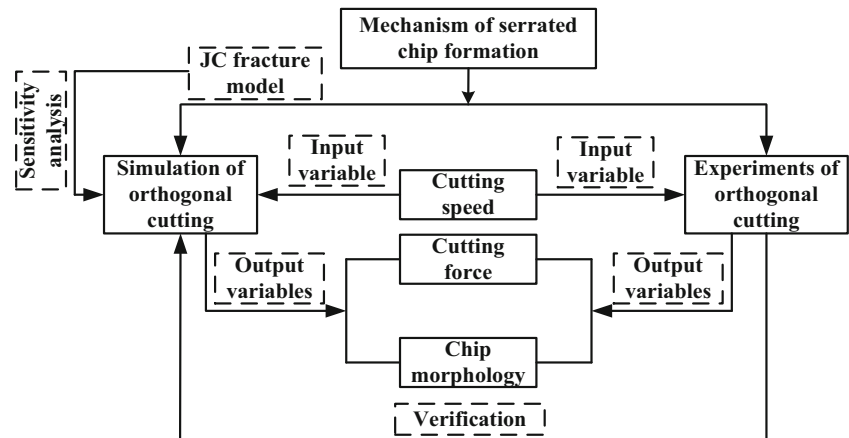 Mechanism of serrated
chip formation
JC fracture
model
Sensitivity
analysis
Input
variable
Input
variable
Simulation of
orthogonal
cutting
Cutting
speed
Experiments of
orthogonal
cutting
Cutting
force
Output
variables
Output
variables
Chip
morphology
Verification